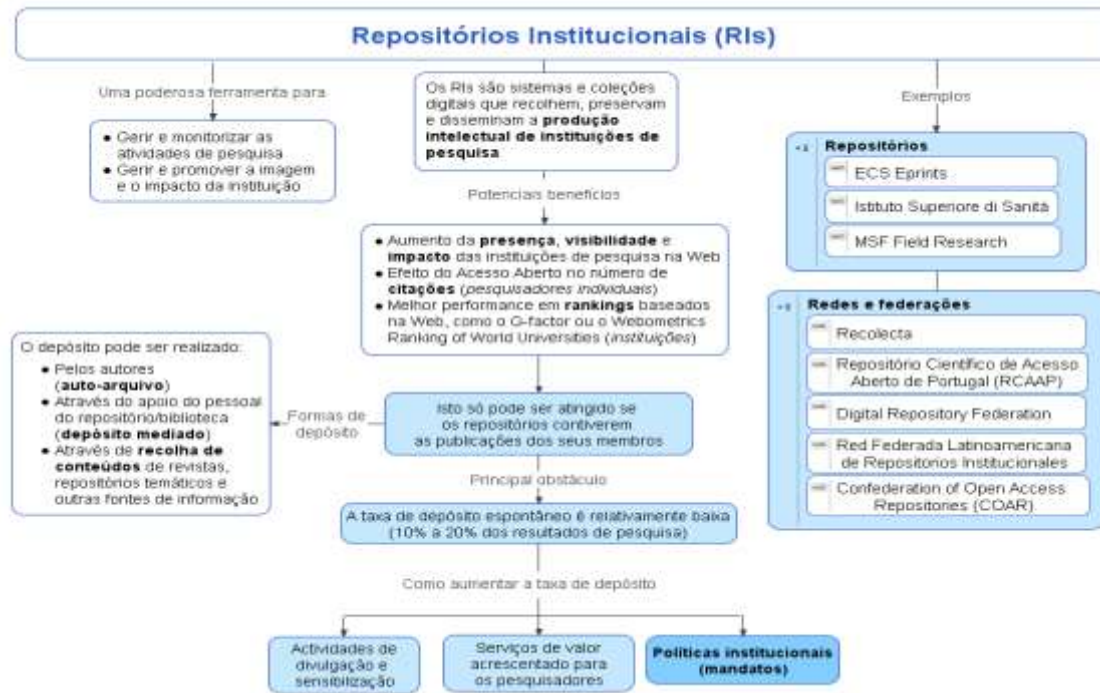 Repositórios Institucionais (RIs)
Uma poderosa ferramenta para
● Gerir e monitorizar as
atividades de pesquisa
● Gerir e promover a imagem
e o impacto da instituição
Os RIs são sistemas e coleções
digitais que recolhem, preservam
e disseminam a produção
intelectual de instituições de
pesquisa
Potenciais benefícios
● Aumento da presença, visibilidade e
impacto das instituições de pesquisa na Web
● Efeito do Acesso Aberto no número de
citações (pesquisadores individuais)
● Melhor performance em rankings baseados
na Web, como o G-factor ou o Webometrics
Ranking of World Universities (instituições)
Isto só pode ser atingido se
os repositórios contiverem
as publicações dos seus membros
Formas de
depósito
O depósito pode ser realizado:
● Pelos autores
(auto-arquivo)
● Através do apoio do pessoal
do repositório/biblioteca
(depósito mediado)
● Através de recolha de
conteúdos de revistas,
repositórios temáticos e
outras fontes de informação
Principal obstáculo
A taxa de depósito espontâneo é relativamente baixa
(10% a 20% dos resultados de pesquisa)
Como aumentar a taxa de depósito
Actividades de
divulgação e
sensibilização
Serviços de valor
acrescentado para
os pesquisadores
Políticas institucionais
(mandatos)
Exemplos
Repositórios
ECS Eprints
Istituto Superiore di Sanità
MSF Field Research
Redes e federações
Recolecta
Repositório Científico de Acesso
Aberto de Portugal (RCAAP)
Digital Repository Federation
Red Federada Latinoamericana
de Repositorios Institucionales
Confederation of Open Access
Repositories (COAR)